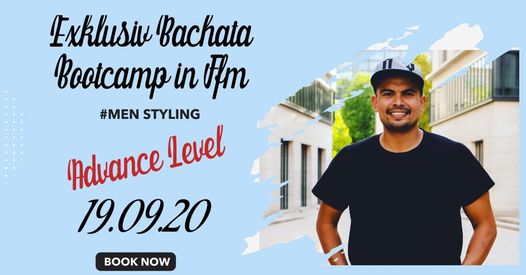 Exklusiv Bachata
Bootcamp in Ffm
#MEN STYLING
Advance Level
19.09.20
BOOK NOW